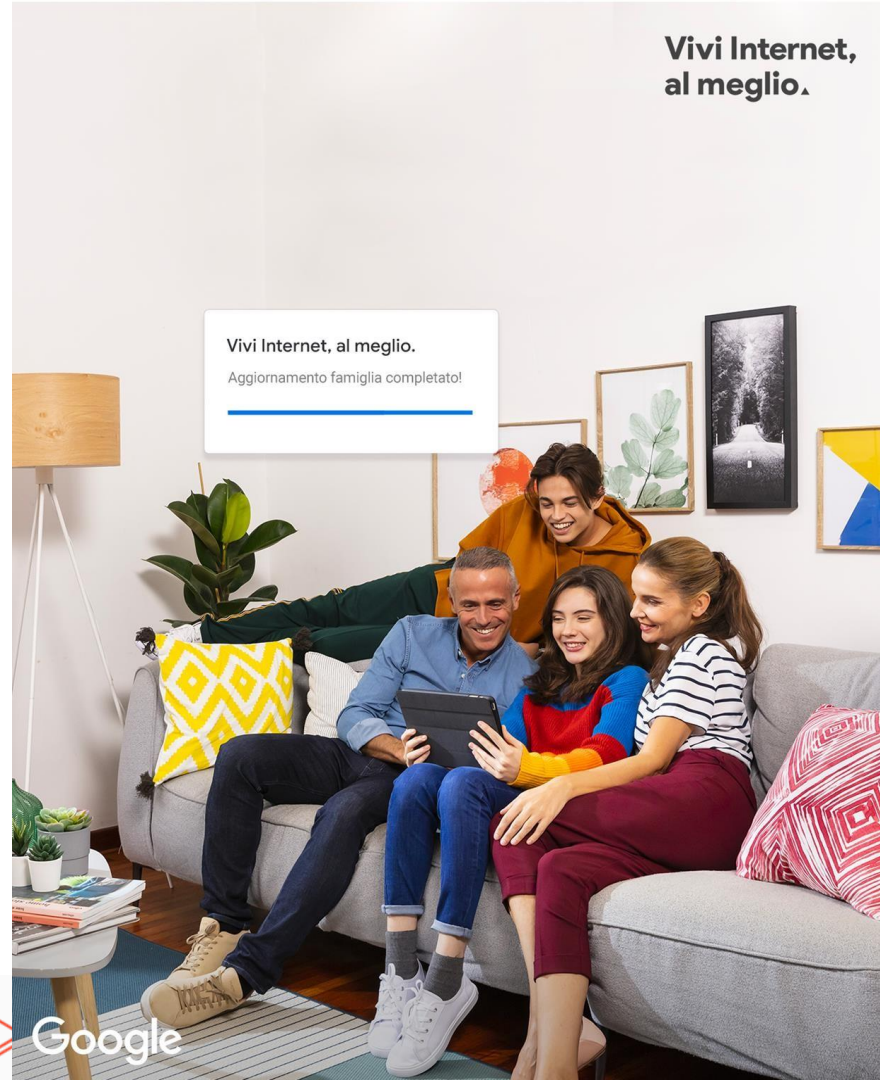 Vivi Internet,
al meglio.
Vivi Internet, al meglio.
Aggiornamento famiglia completato!
Google